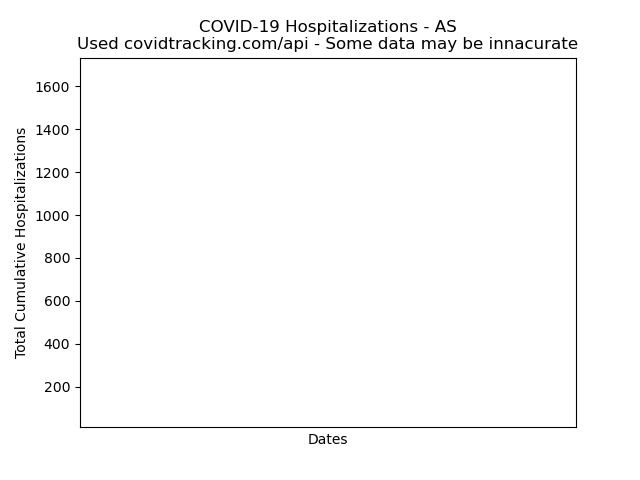 COVID-19 Hospitalizations - AS
Used covidtracking.com/api - Some data may be innacurate
1600
1400
1200
1000
800
600
400
200
Total Cumulative Hospitalizations
Dates